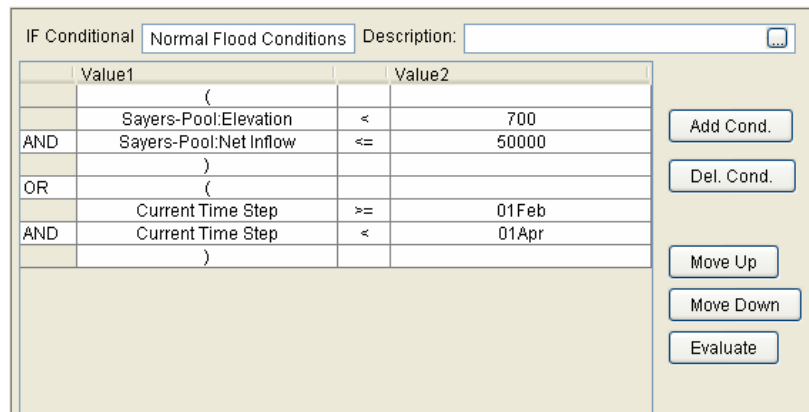 IF Conditional Normal Flood Conditions Description: ...
Value1 Value2
(
Sayers-Pool:Elevation < 700
AND Sayers-Pool:Net Inflow <= 50000
)
OR (
Current Time Step >= 01Feb
AND Current Time Step < 01Apr
)
Add Cond.
Del. Cond.
Move Up
Move Down
Evaluate